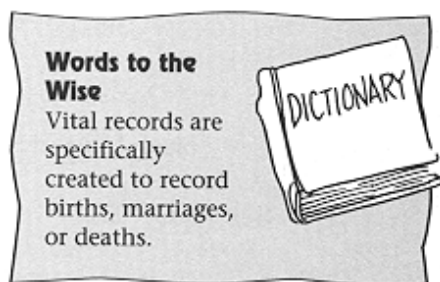 Words to the
Wise
Vital records are
specifically
created to record
births, marriages,
or deaths.
DICTIONARY